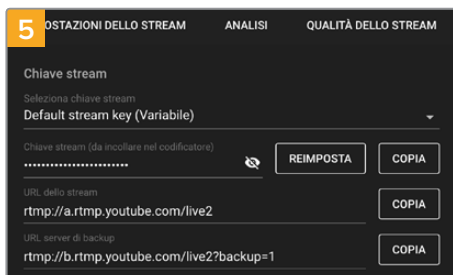 5
OSTAZIONI DELLO STREAM ANALISI QUALITÀ DELLO STREAM
Chiave stream
Seleziona chiave stream
Default stream key (Variabile)
Chiave stream (da incollare nel codificatore)
•••••••••••••••••••••••• REIMPOSTA COPIA
URL dello stream
rtmp://a.rtmp.youtube.com/live2 COPIA
URL server di backup
rtmp://b.rtmp.youtube.com/live2?backup=1 COPIA